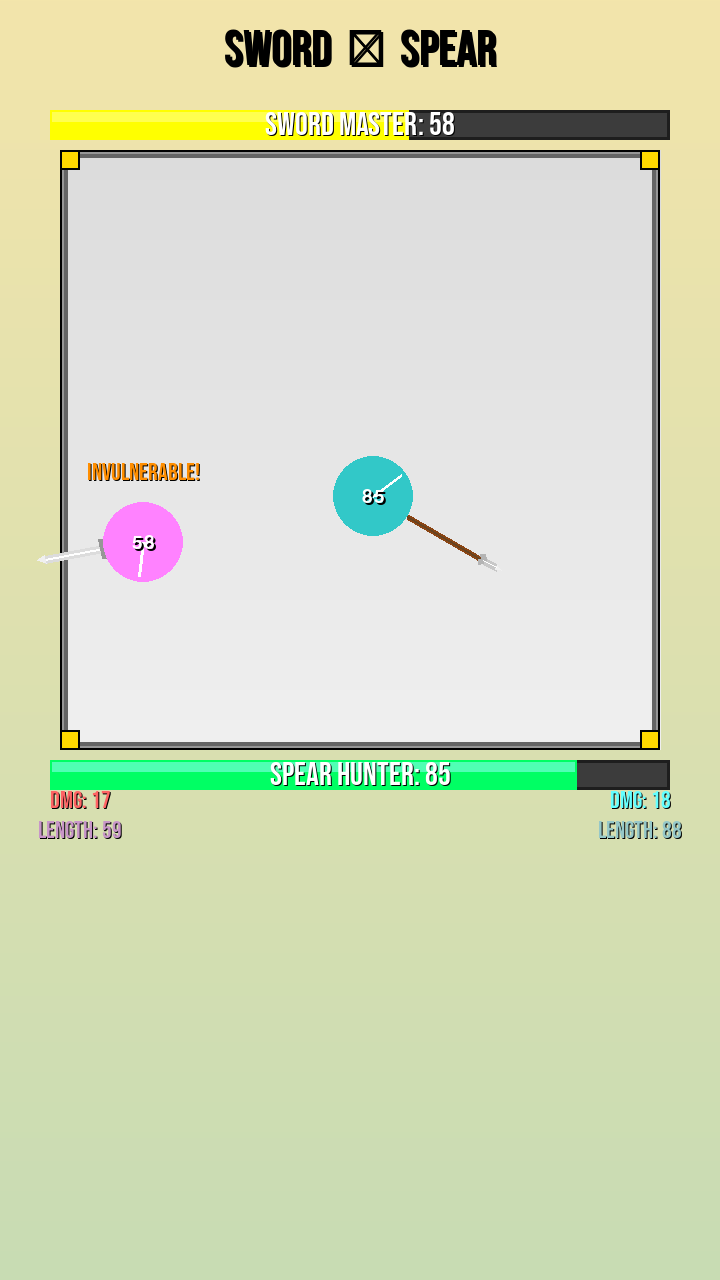 SWORD ⛝ SPEAR
SWORD MASTER: 58
INVULNERABLE!
85
58
SPEAR HUNTER: 85
DMG: 17
DMG: 18
LENGTH: 59
LENGTH: 88